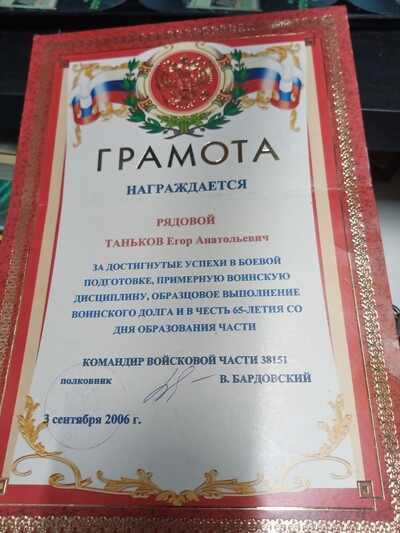 ГРАМОТА
НАГРАЖДАЕТСЯ
РЯДОВОЙ
ТАНЬКОВ Егор Анатольевич
ЗА ДОСТИГНУТЫЕ УСПЕХИ В БОЕВОЙ
ПОДГОТОВКЕ, ПРИМЕРНУЮ ВОИНСКУЮ
ДИСЦИПЛИНУ, ОБРАЗЦОВОЕ ВЫПОЛНЕНИЕ
ВОИНСКОГО ДОЛГА И В ЧЕСТЬ 65-ЛЕТИЯ СО
ДНЯ ОБРАЗОВАНИЯ ЧАСТИ
КОМАНДИР ВОЙСКОВОЙ ЧАСТИ 38151
полковник В. БАРДОВСКИЙ
3 сентября 2006 г.